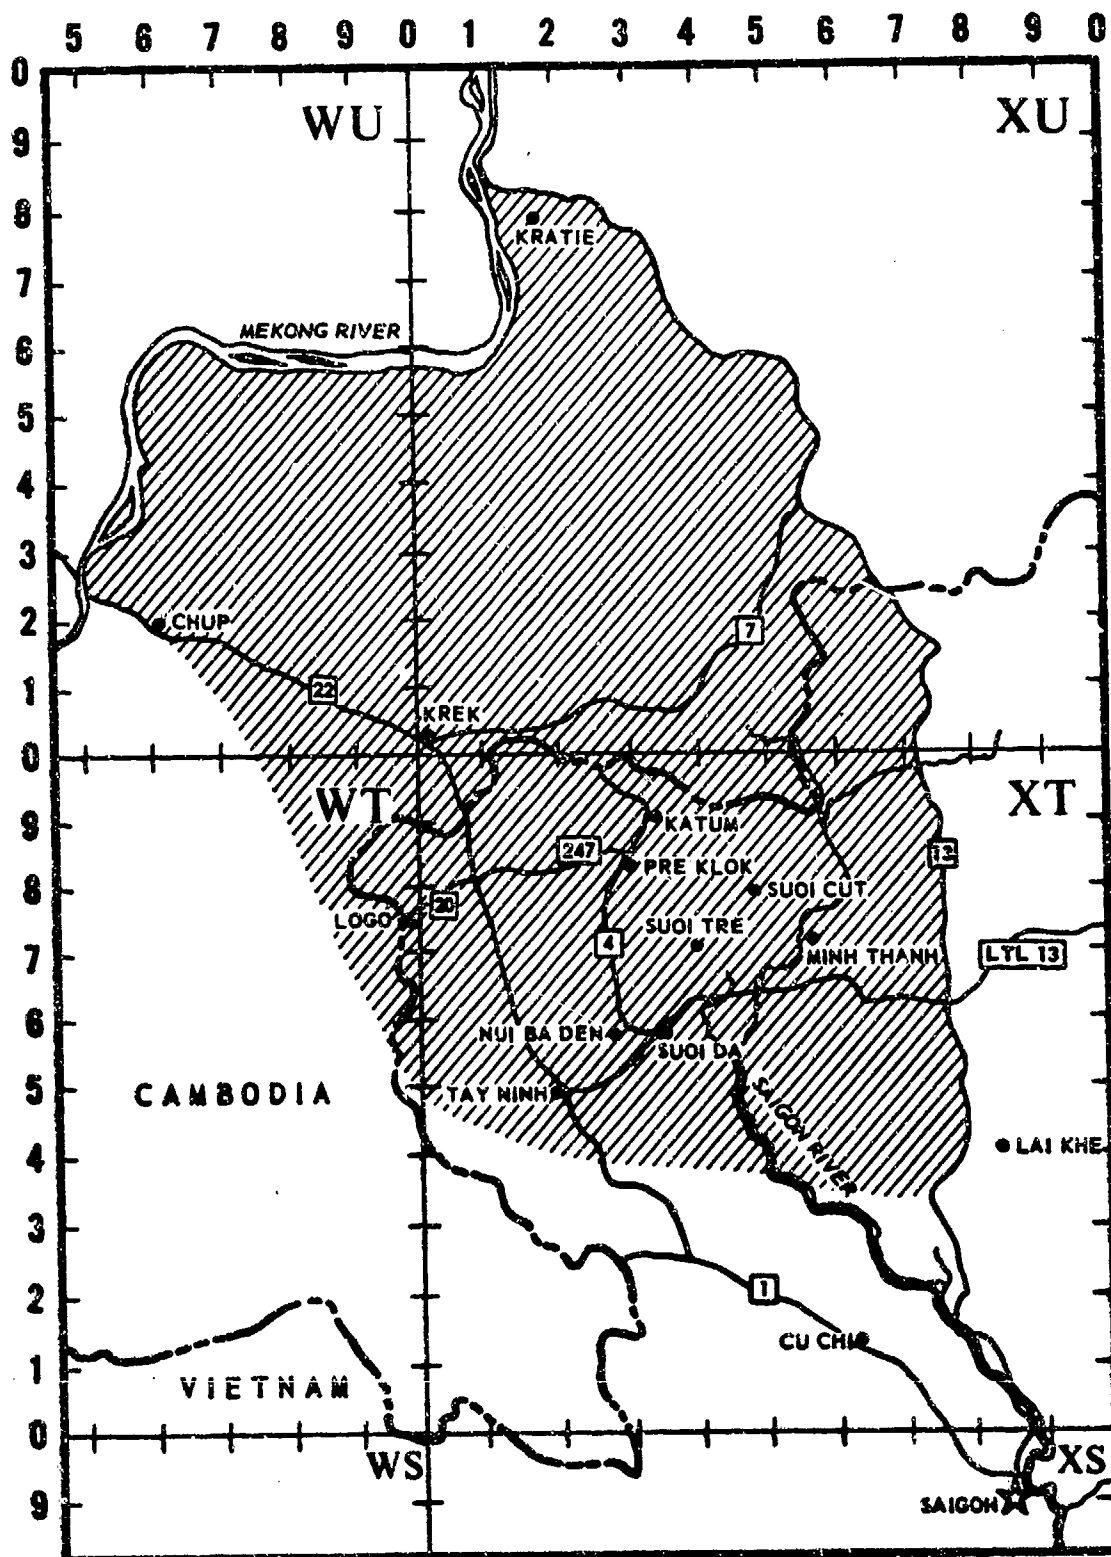 5 6 7 8 9 0 1 2 3 4 5 6 7 8 9 0
0
WU
XU
9
8
KRATIE
7
MEKONG RIVER
6
5
4
3
2
CHUP
7
22
1
KREK
0
WT
XT
9
KATUM
247
13
PRE KLOK
8
SUOI CUT
20
LOGO
SUOI TRE
4
7
MINH THANH
LTL 13
6
NUI BA DEN
SUOI DA
5
TAY NINH
CAMBODIA
SAIGON RIVER
4
LAI KHE
3
2
1
CU CHI
1
VIETNAM
0
WS
XS
9
SAIGON